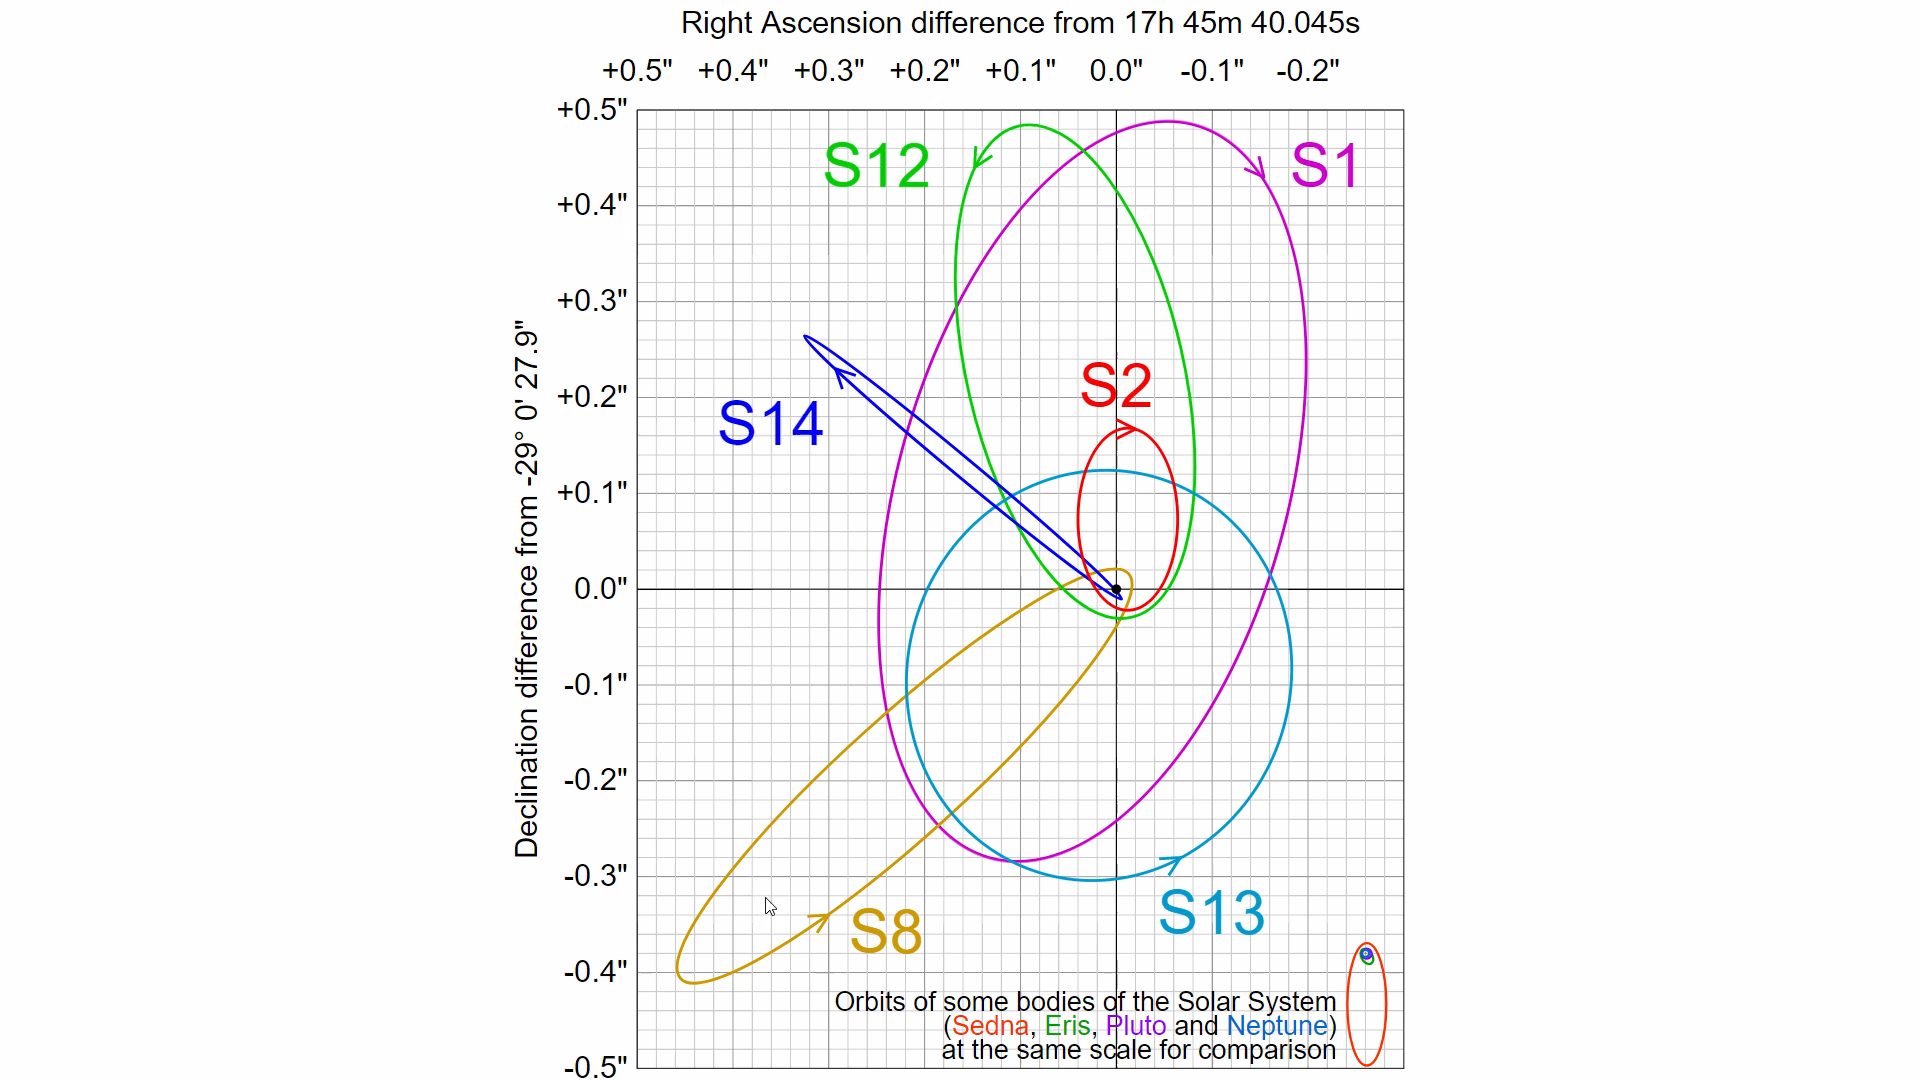 Right Ascension difference from 17h 45m 40.045s
+0.5" +0.4" +0.3" +0.2" +0.1" 0.0" -0.1" -0.2"
+0.5"
+0.4"
+0.3"
+0.2"
+0.1"
0.0"
-0.1"
-0.2"
-0.3"
-0.4"
-0.5"
Declination difference from -29° 0' 27.9"
S12
S1
S2
S14
S13
S8
Orbits of some bodies of the Solar System
(Sedna, Eris, Pluto and Neptune)
at the same scale for comparison